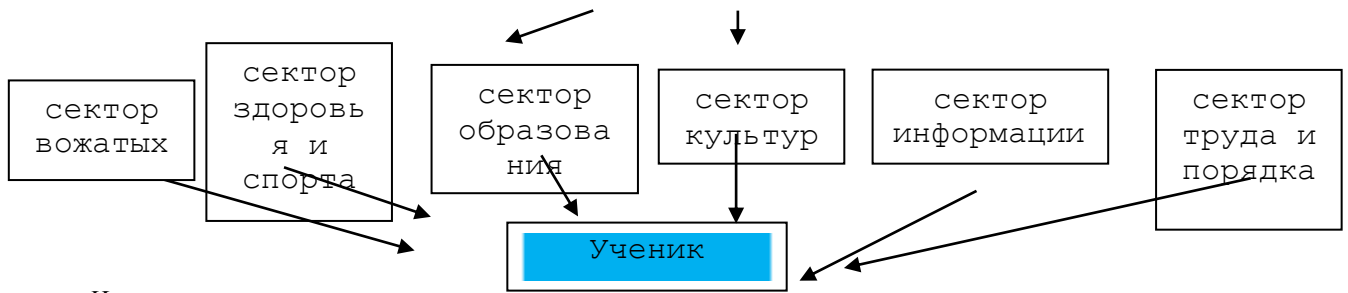 сектор
вожатых
сектор
здоровь
я и
спорта
сектор
образова
ния
сектор
культур
сектор
информации
сектор
труда и
порядка
Ученик